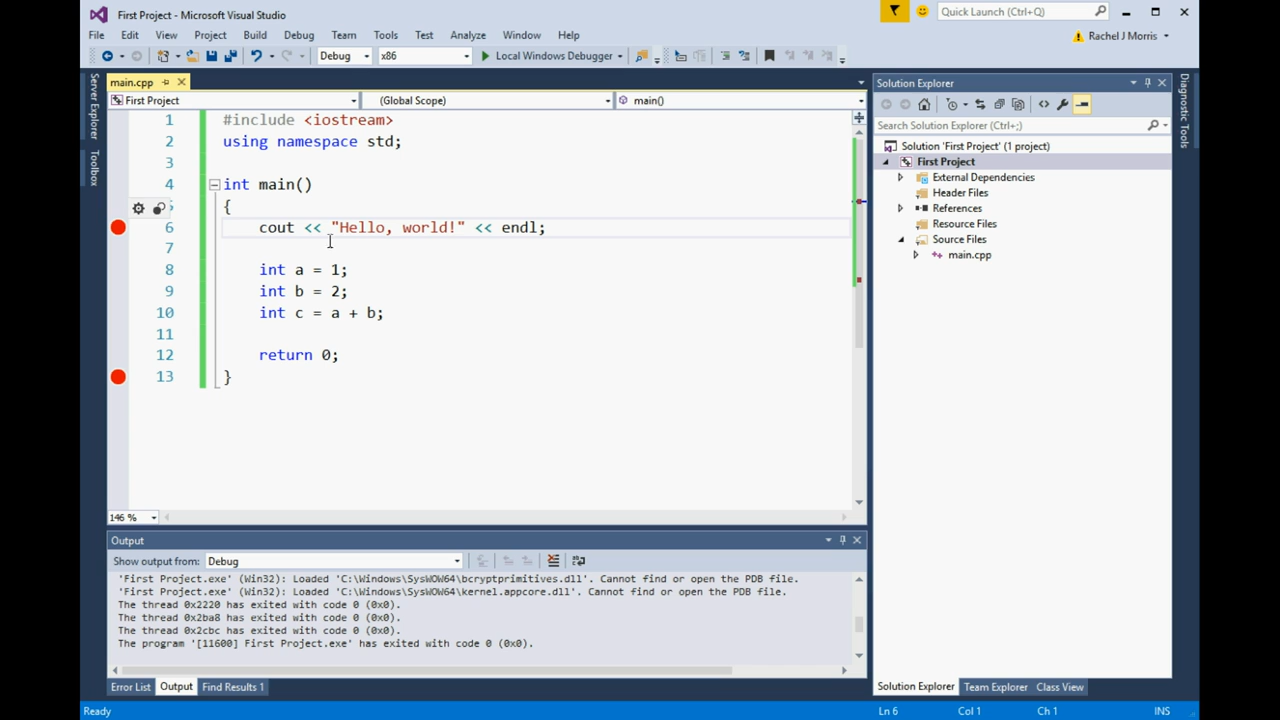 First Project - Microsoft Visual Studio
Quick Launch (Ctrl+Q)
File Edit View Project Build Debug Team Tools Test Analyze Window Help
Rachel J Morris
Debug x86 Local Windows Debugger
Server Explorer
Toolbox
main.cpp
First Project (Global Scope) main()
1 #include <iostream>
2 using namespace std;
3
4 int main()
5 {
6 cout << "Hello, world!" << endl;
7
8 int a = 1;
9 int b = 2;
10 int c = a + b;
11
12 return 0;
13 }
146 %
Solution Explorer
Search Solution Explorer (Ctrl+;)
Solution 'First Project' (1 project)
First Project
External Dependencies
Header Files
References
Resource Files
Source Files
main.cpp
Diagnostic Tools
Output
Show output from: Debug
'First Project.exe' (Win32): Loaded 'C:\Windows\SysWOW64\bcryptprimitives.dll'. Cannot find or open the PDB file.
'First Project.exe' (Win32): Loaded 'C:\Windows\SysWOW64\kernel.appcore.dll'. Cannot find or open the PDB file.
The thread 0x2220 has exited with code 0 (0x0).
The thread 0x2ba8 has exited with code 0 (0x0).
The thread 0x2cbc has exited with code 0 (0x0).
The program '[11600] First Project.exe' has exited with code 0 (0x0).
Error List Output Find Results 1
Solution Explorer Team Explorer Class View
Ready Ln 6 Col 1 Ch 1 INS